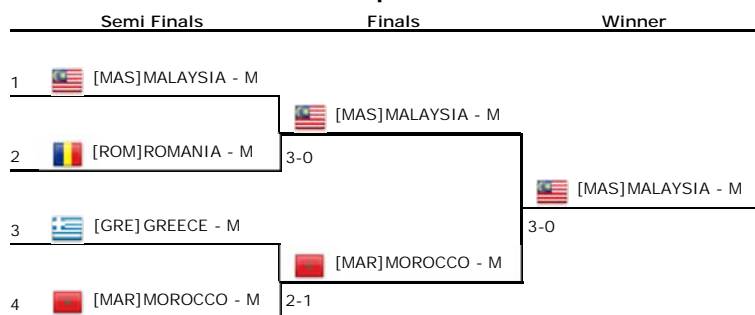 Semi Finals Finals Winner
1 [MAS]MALAYSIA - M
[MAS]MALAYSIA - M
2 [ROM]ROMANIA - M 3-0
[MAS]MALAYSIA - M
3 [GRE]GREECE - M 3-0
[MAR]MOROCCO - M
4 [MAR]MOROCCO - M 2-1